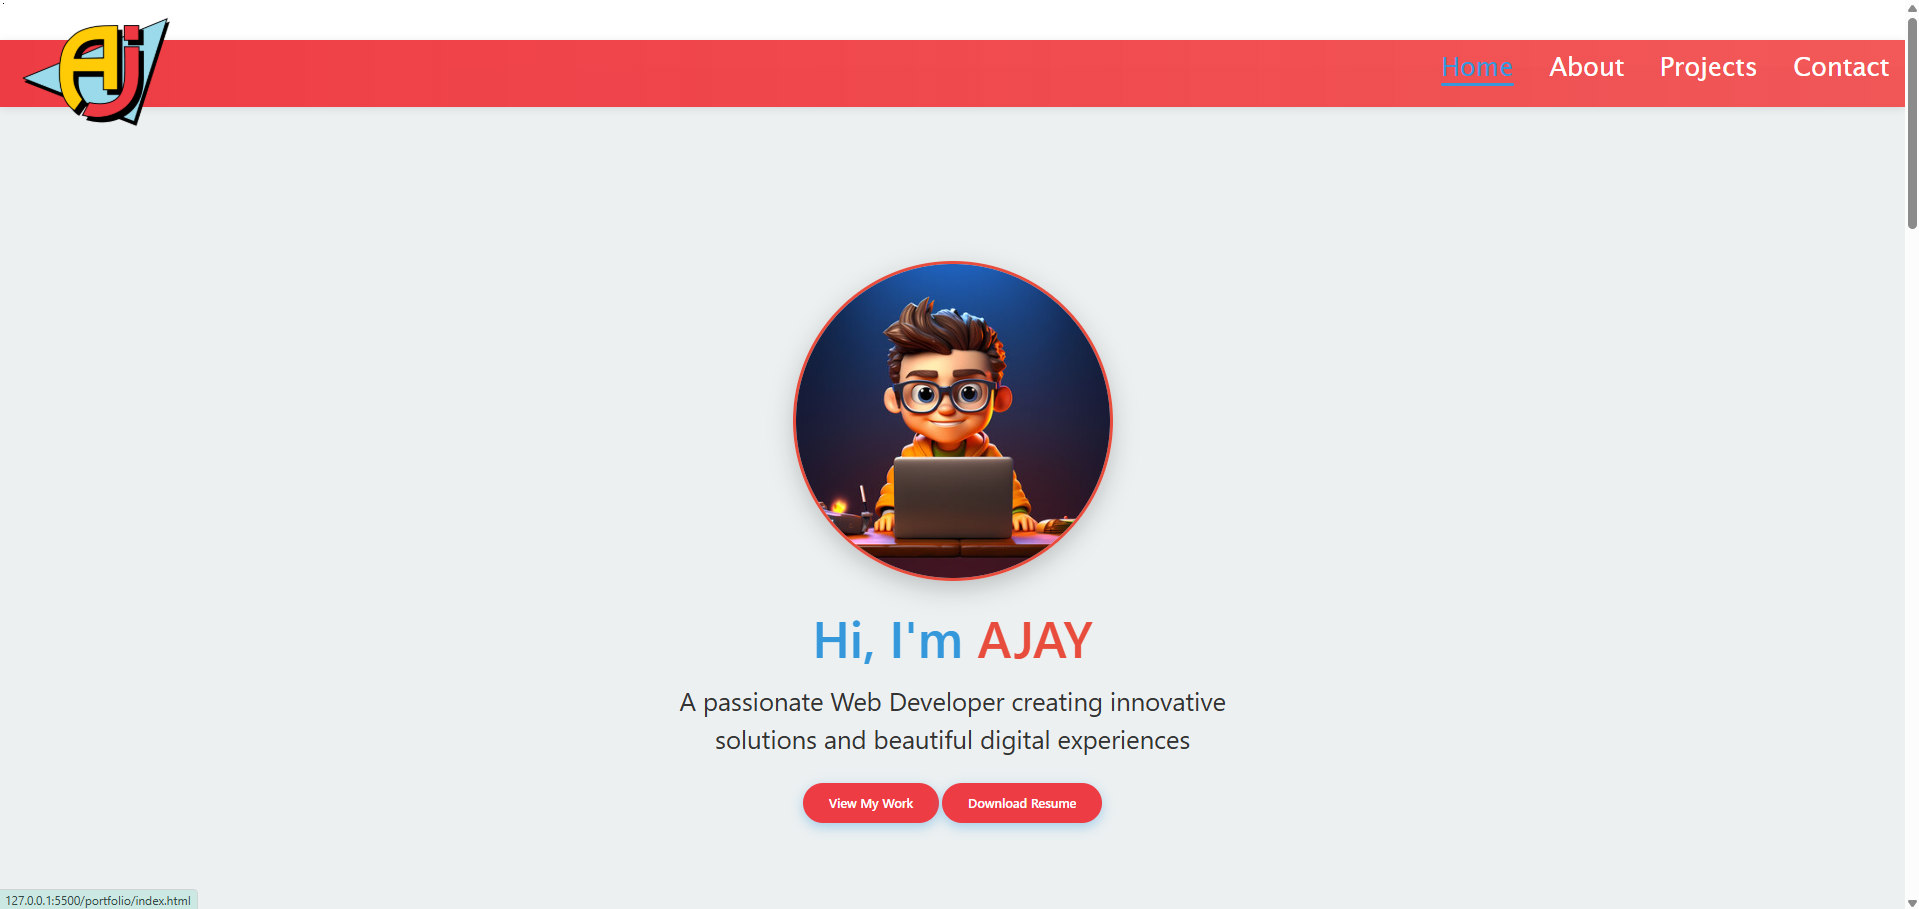 Aj
Home About Projects Contact
Hi, I'm AJAY
A passionate Web Developer creating innovative
solutions and beautiful digital experiences
View My Work Download Resume
127.0.0.1:5500/portfolio/index.html